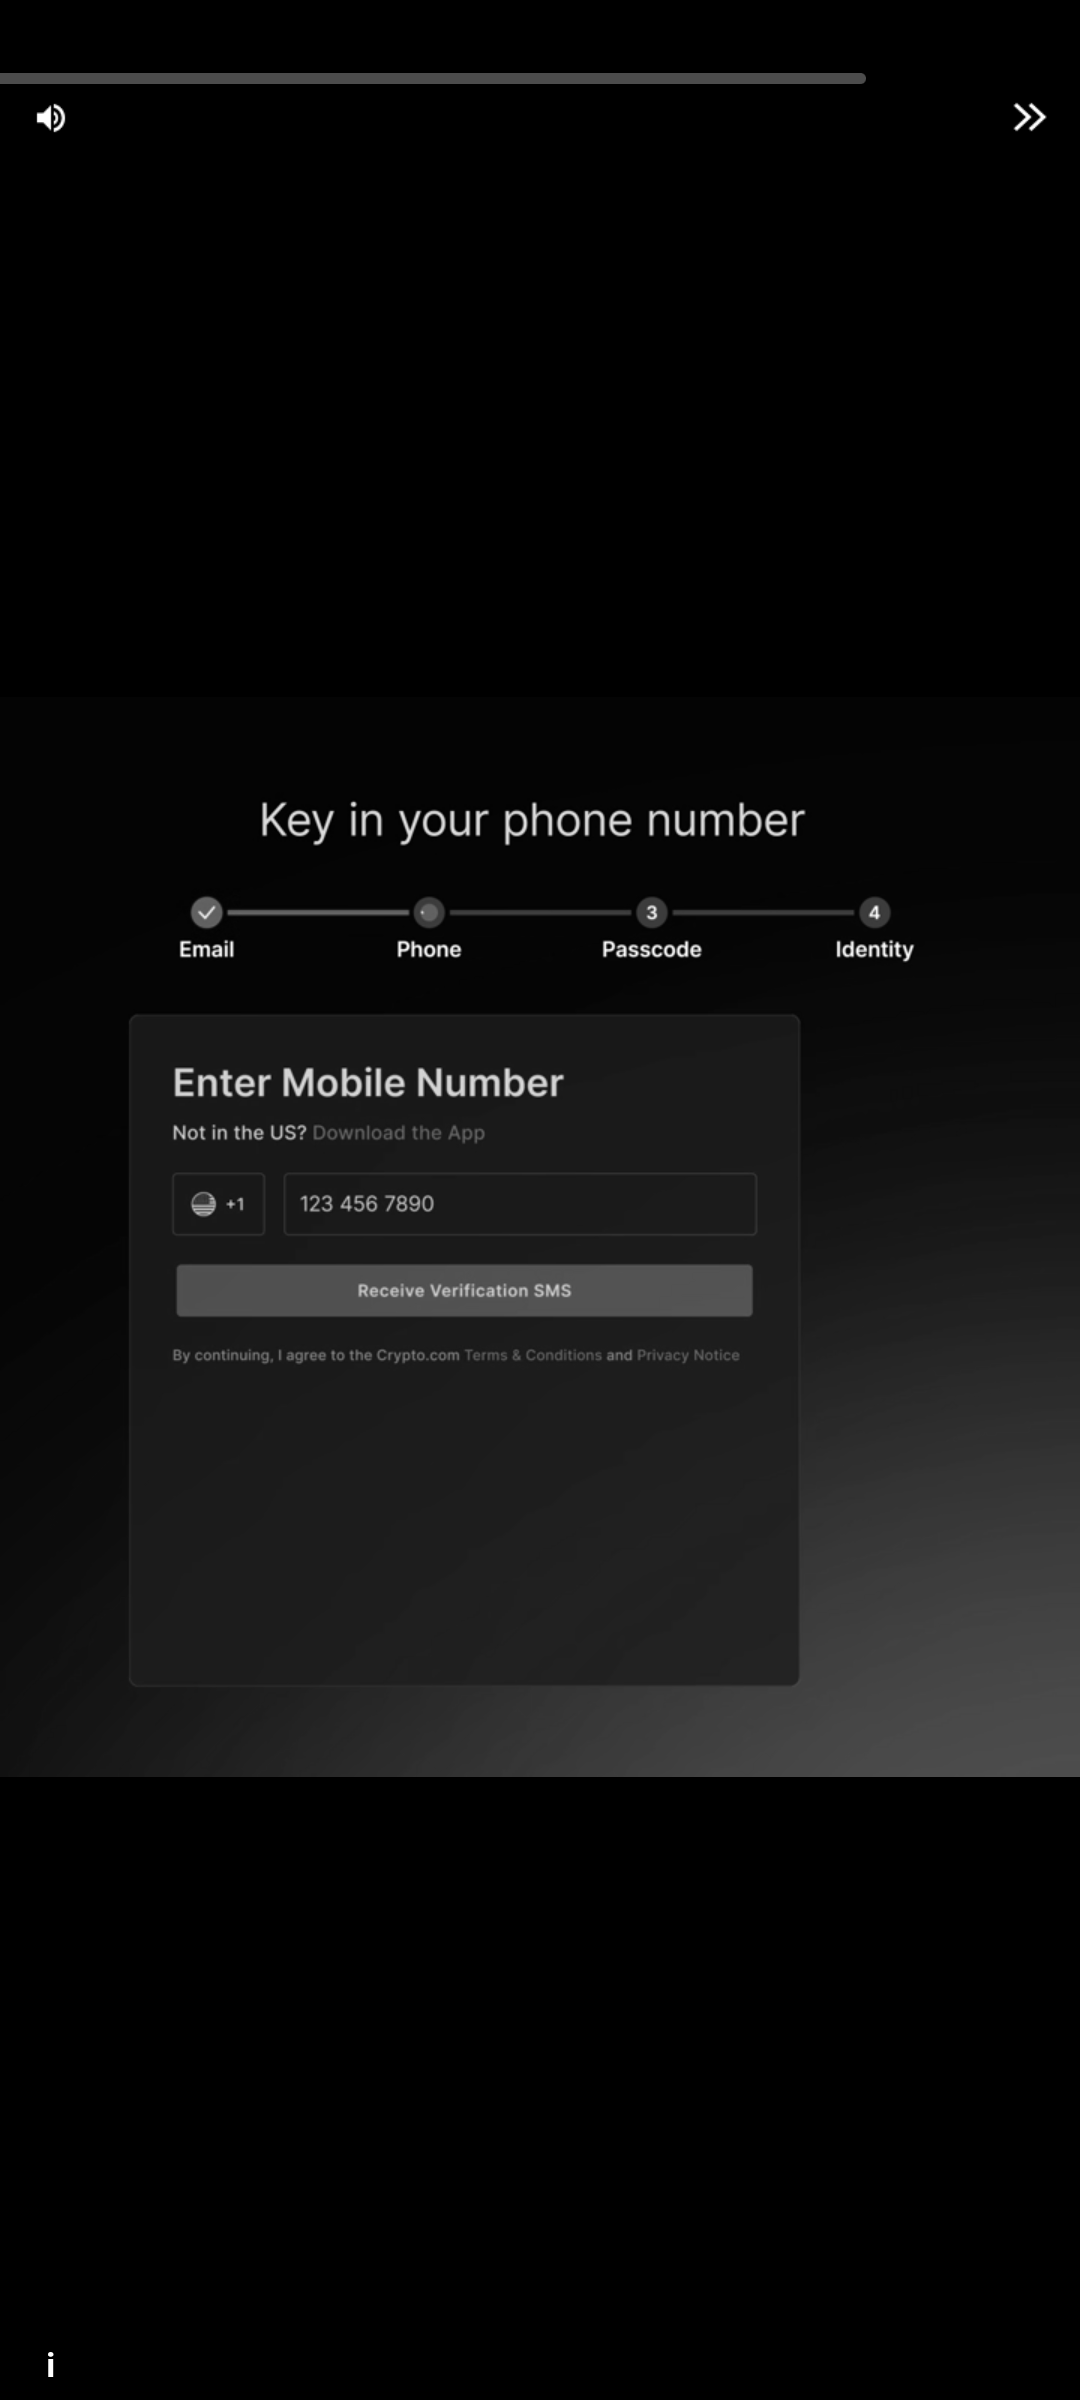 Key in your phone number
3
4
Email
Phone
Passcode
Identity
Enter Mobile Number
Not in the US? Download the App
+1
123 456 7890
Receive Verification SMS
By continuing, I agree to the Crypto.com Terms & Conditions and Privacy Notice
i